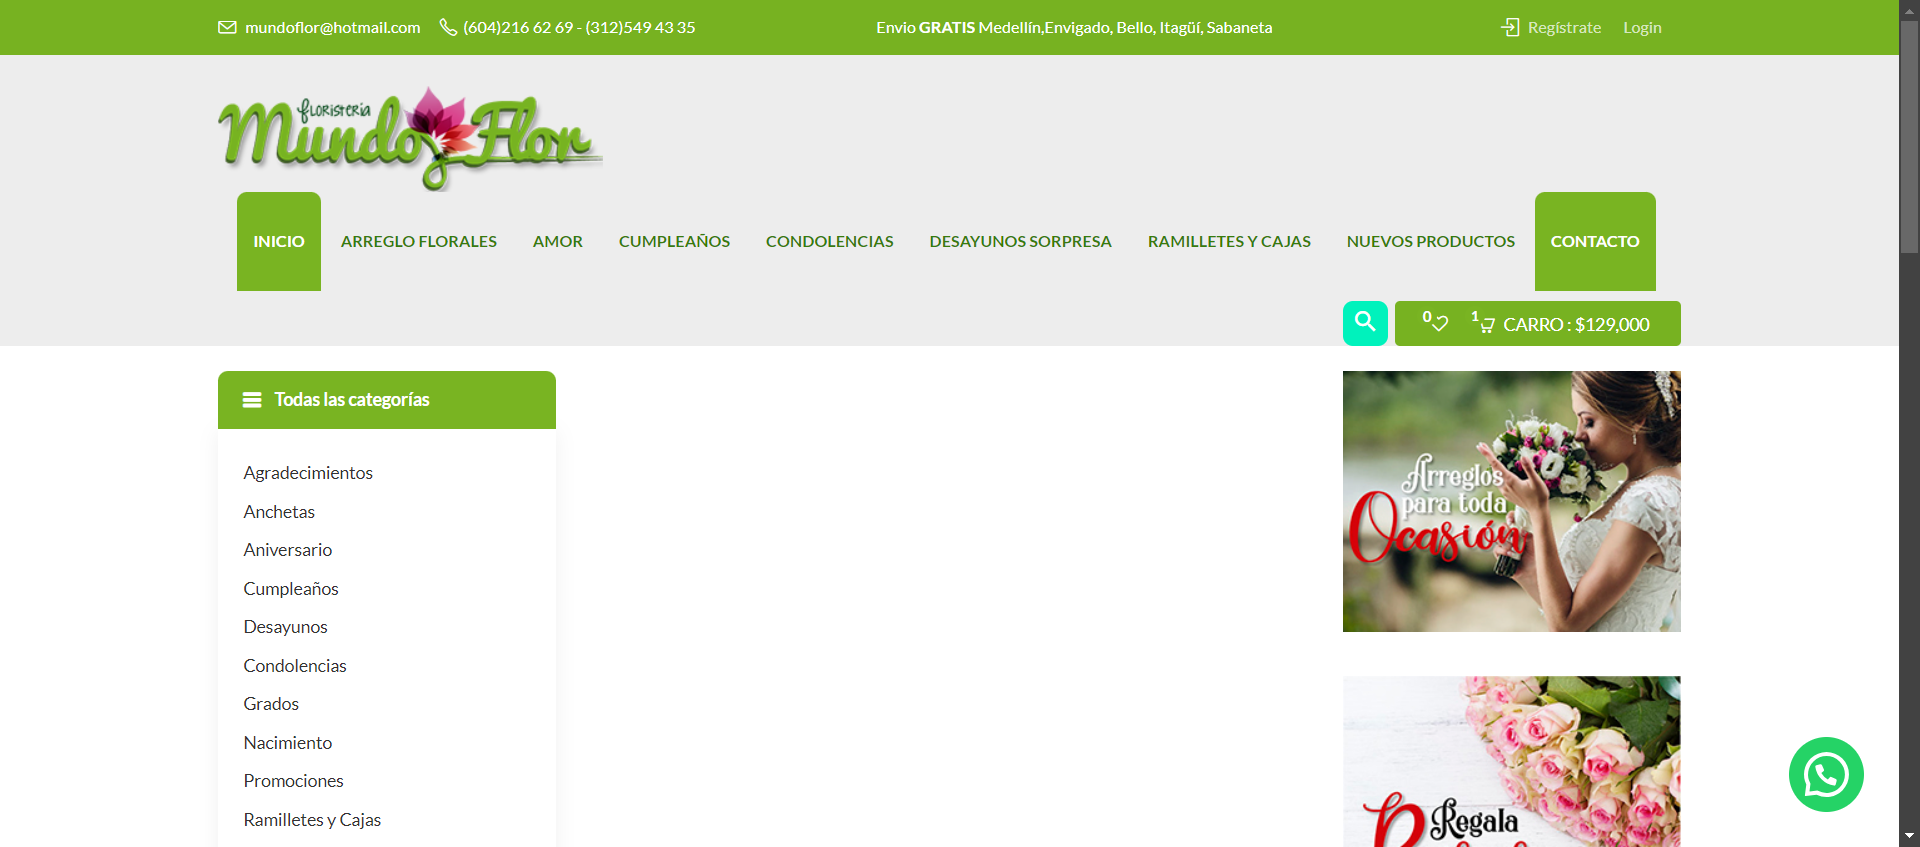 mundoflor@hotmail.com (604)216 62 69 - (312)549 43 35 Envio GRATIS Medellín,Envigado, Bello, Itagüí, Sabaneta Regístrate Login
FLORISTERIA
Mundo Flor
INICIO ARREGLO FLORALES AMOR CUMPLEAÑOS CONDOLENCIAS DESAYUNOS SORPRESA RAMILLETES Y CAJAS NUEVOS PRODUCTOS CONTACTO
0 1 CARRO : $129,000
Todas las categorías
Agradecimientos
Anchetas
Aniversario
Cumpleaños
Desayunos
Condolencias
Grados
Nacimiento
Promociones
Ramilletes y Cajas
Arreglos
para toda
Ocasión
Regala